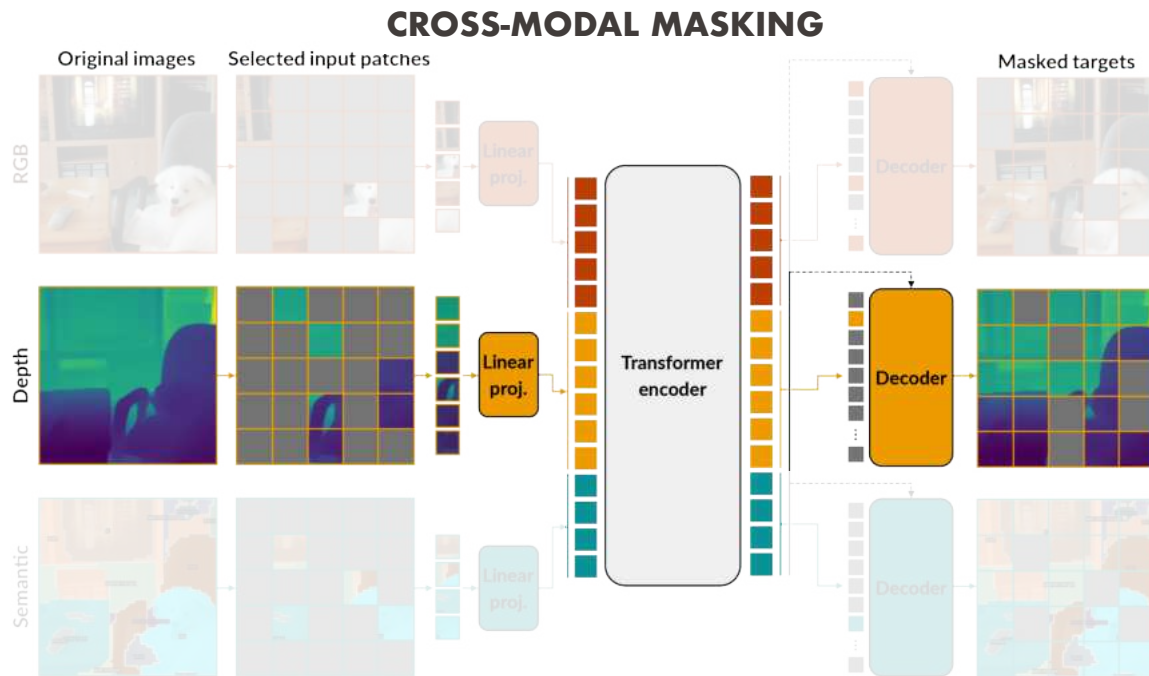 CROSS-MODAL MASKING
Original images
Selected input patches
Masked targets
RGB
Linear
proj.
Decoder
Depth
Linear
proj.
Transformer
encoder
Decoder
Semantic
Linear
proj.
Decoder